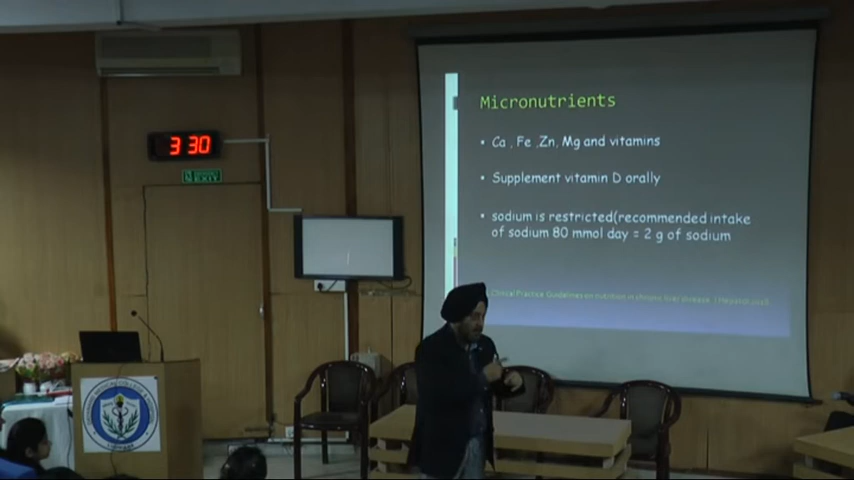 3 30
EXIT
Micronutrients
• Ca , Fe ,Zn, Mg and vitamins
• Supplement vitamin D orally
• sodium is restricted(recommended intake
of sodium 80 mmol day = 2 g of sodium
Clinical Practice Guidelines on nutrition in chronic liver disease